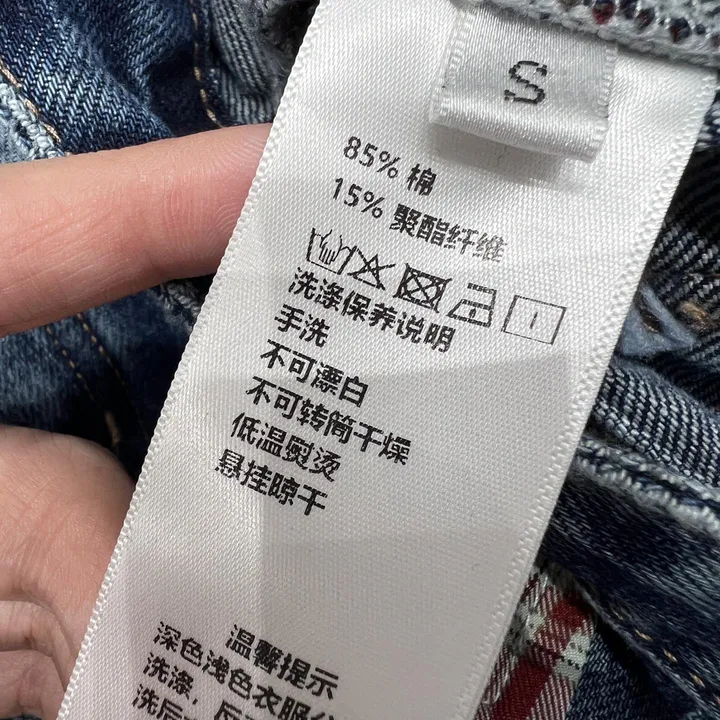 S
85% 棉
15% 聚酯纤维
洗涤保养说明
手洗
不可漂白
不可转筒干燥
低温熨烫
悬挂晾干
温馨提示
深色浅色衣服
洗涤,
洗后